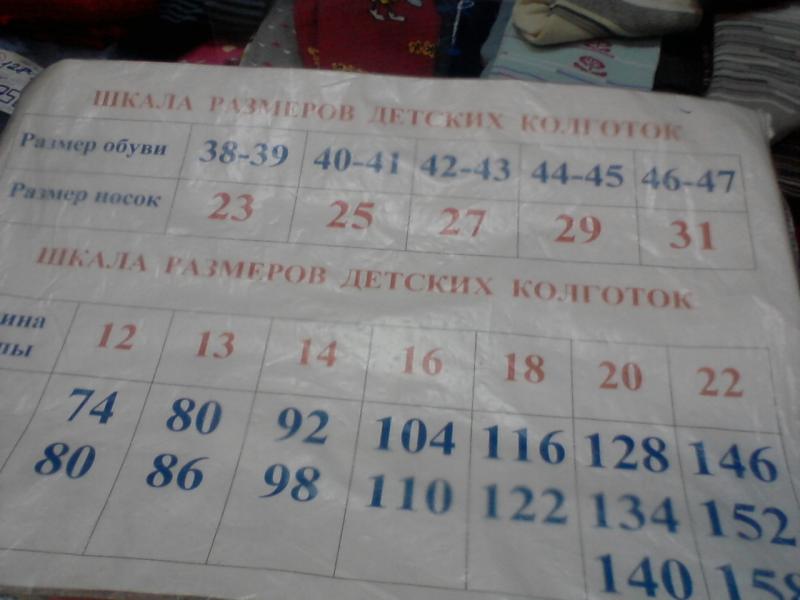 ШКАЛА РАЗМЕРОВ ДЕТСКИХ КОЛГОТОК
Размер обуви 38-39 40-41 42-43 44-45 46-47
Размер носок 23 25 27 29 31
ШКАЛА РАЗМЕРОВ ДЕТСКИХ КОЛГОТОК
12 13 14 16 18 20 22
74 80 92 104 116 128 146
80 86 98 110 122 134 152
140 158